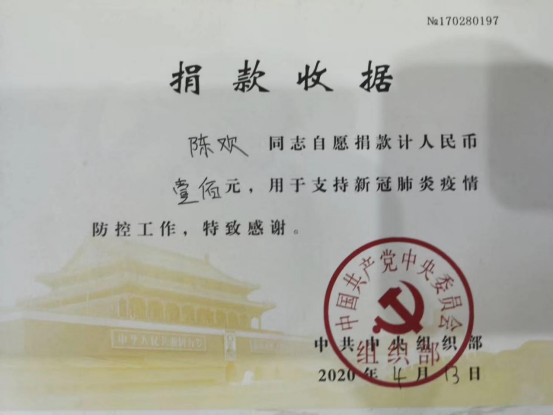 №170280197
捐款收据
陈欢 同志自愿捐款计人民币
壹佰元，用于支持新冠肺炎疫情
防控工作，特致感谢。
中国共产党中央委员会
组织部
中共中央组织部
2020年4月13日